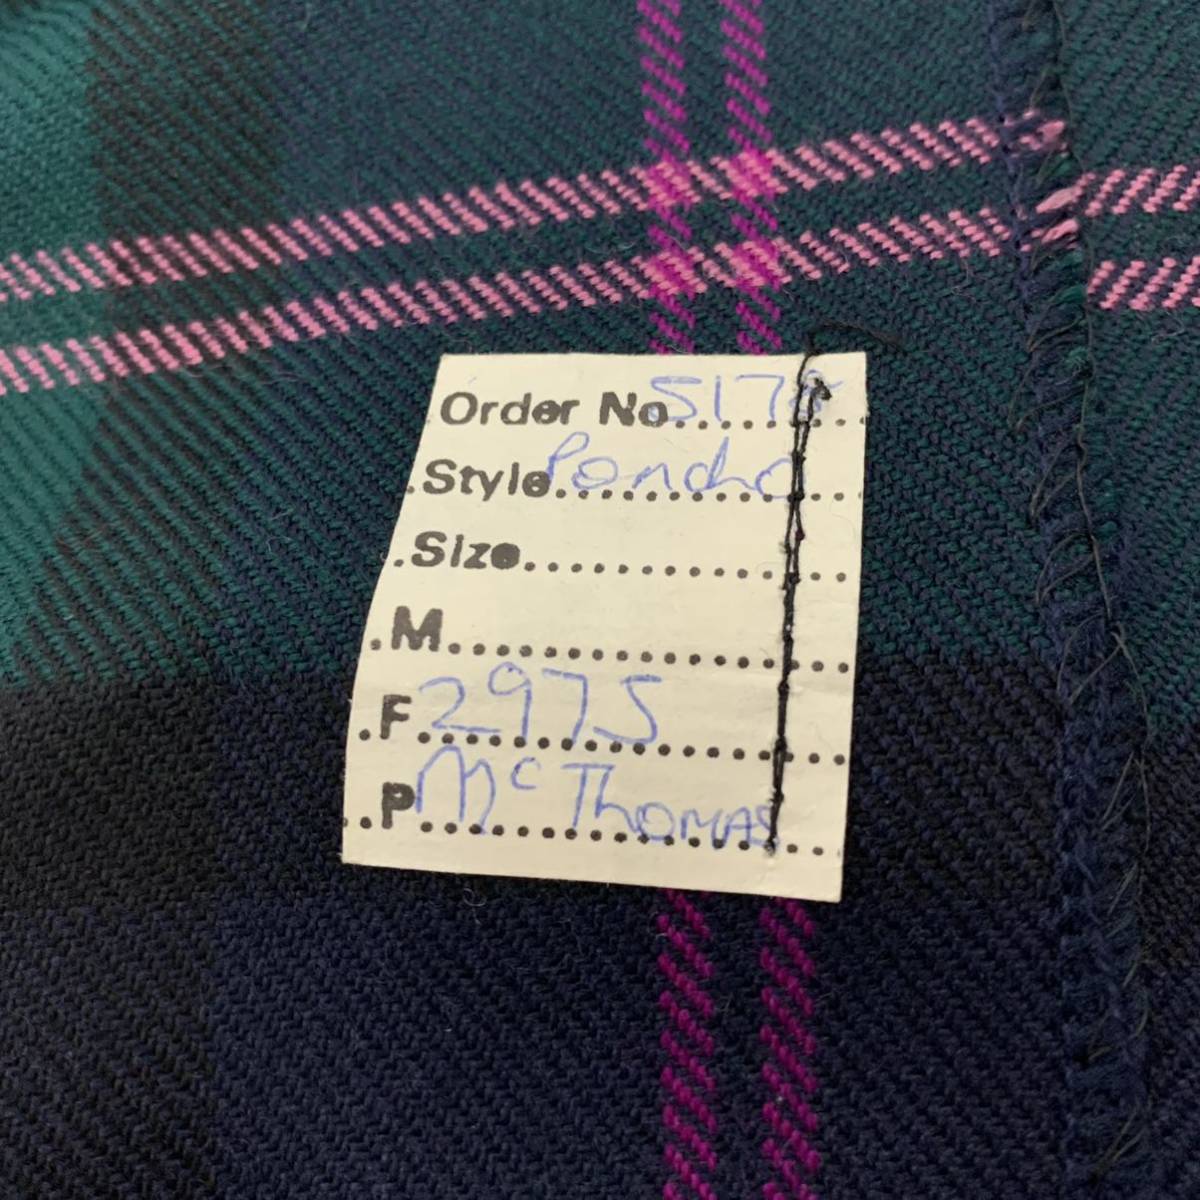 Order No. 5178
Style Poncho
Size
M
F 2975
P McThomas